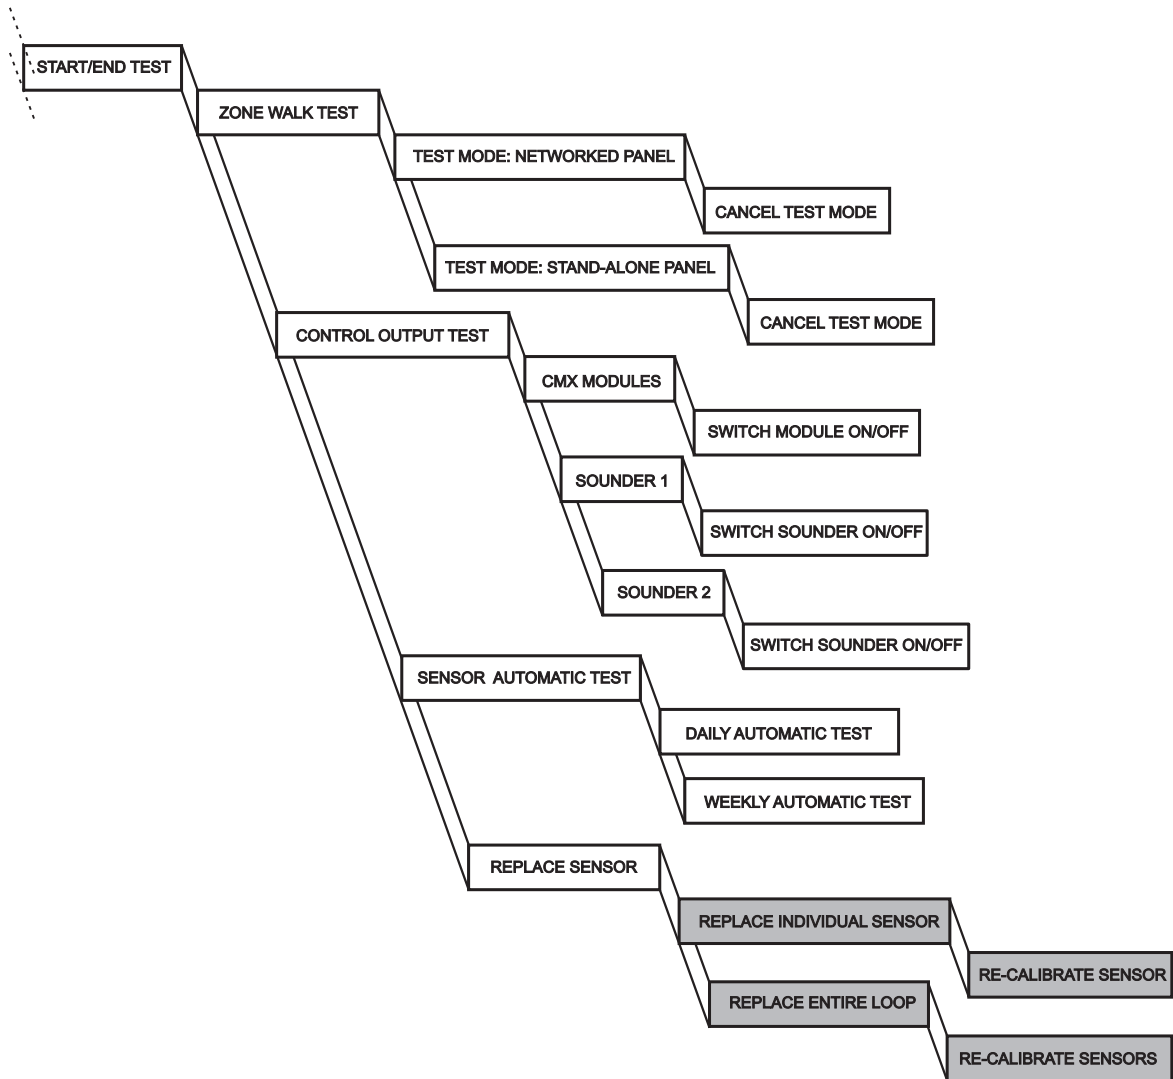 START/END TEST
ZONE WALK TEST
TEST MODE: NETWORKED PANEL
CANCEL TEST MODE
TEST MODE: STAND-ALONE PANEL
CANCEL TEST MODE
CONTROL OUTPUT TEST
CMX MODULES
SWITCH MODULE ON/OFF
SOUNDER 1
SWITCH SOUNDER ON/OFF
SOUNDER 2
SWITCH SOUNDER ON/OFF
SENSOR AUTOMATIC TEST
DAILY AUTOMATIC TEST
WEEKLY AUTOMATIC TEST
REPLACE SENSOR
REPLACE INDIVIDUAL SENSOR
RE-CALIBRATE SENSOR
REPLACE ENTIRE LOOP
RE-CALIBRATE SENSORS